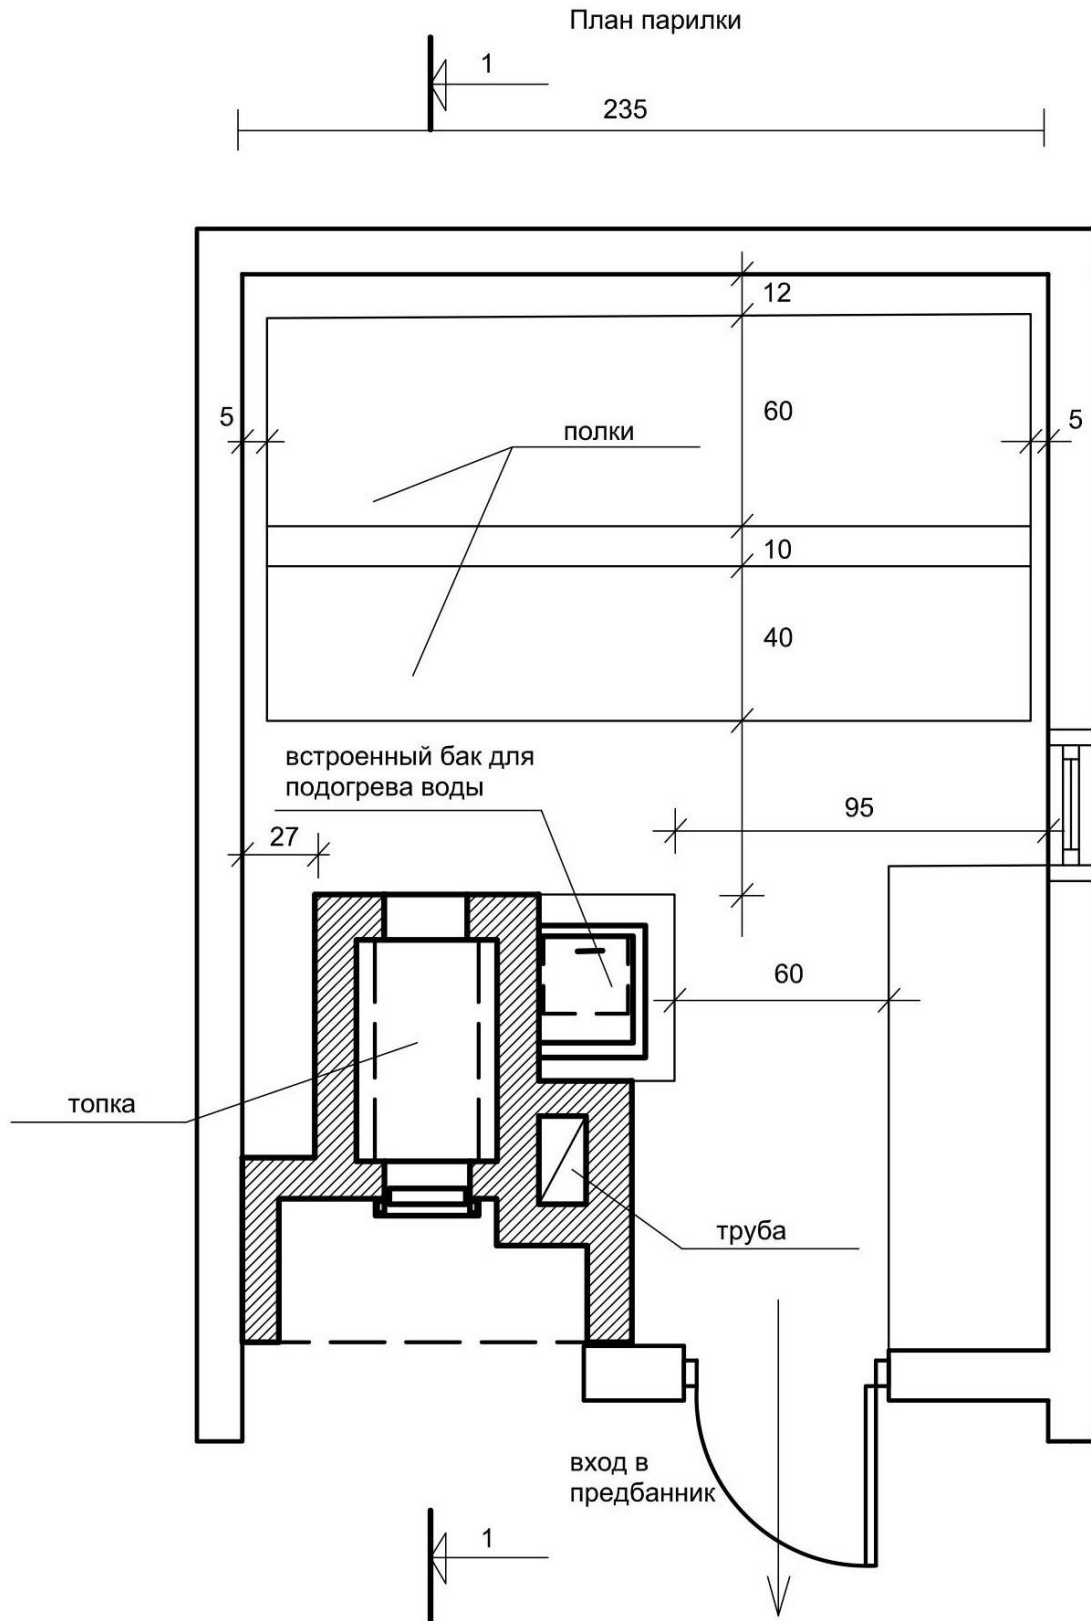 План парилки
1
235
12
5
60
5
полки
10
40
встроенный бак для
подогрева воды
95
27
60
топка
труба
вход в
предбанник
1